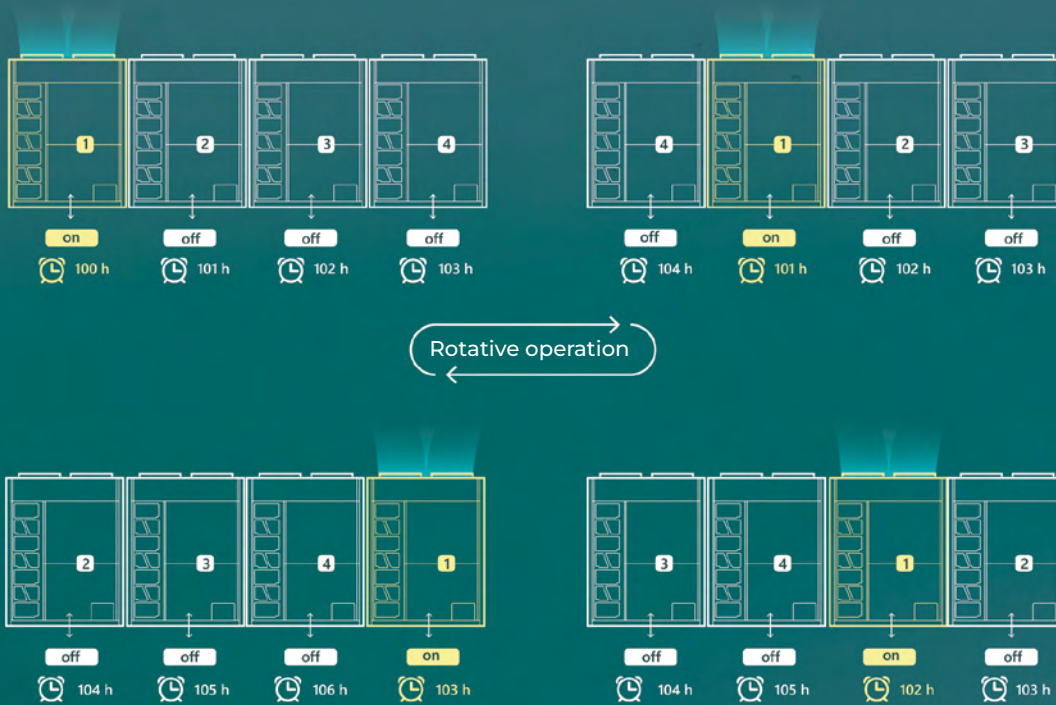 1 2 3 4
on off off off
100 h 101 h 102 h 103 h
4 1 2 3
off on off off
104 h 101 h 102 h 103 h
Rotative operation
2 3 4 1
off off off on
104 h 105 h 106 h 103 h
3 4 1 2
off off on off
104 h 105 h 102 h 103 h